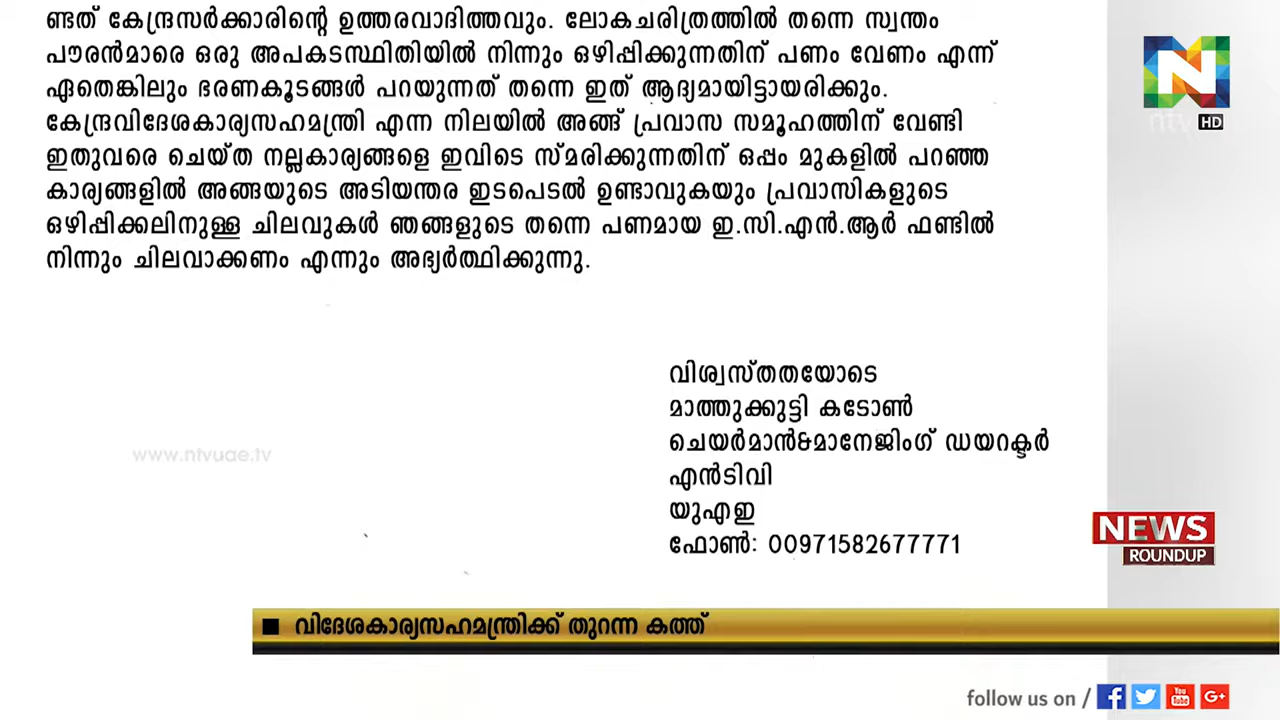 ണ്ടത് കേന്ദ്രസർക്കാരിന്റെ ഉത്തരവാദിത്തവും. ലോകചരിത്രത്തിൽ തന്നെ സ്വന്തം
പൗരൻമാരെ ഒരു അപകടസ്ഥിതിയിൽ നിന്നും ഒഴിപ്പിക്കുന്നതിന് പണം വേണം എന്ന്
ഏതെങ്കിലും ഭരണകൂടങ്ങൾ പറയുന്നത് തന്നെ ഇത് ആദ്യമായിട്ടായരിക്കും.
കേന്ദ്രവിദേശകാര്യസഹമന്ത്രി എന്ന നിലയിൽ അങ്ങ് പ്രവാസ സമൂഹത്തിന് വേണ്ടി
ഇതുവരെ ചെയ്ത നല്ലകാര്യങ്ങളെ ഇവിടെ സ്മരിക്കുന്നതിന് ഒപ്പം മുകളിൽ പറഞ്ഞ
കാര്യങ്ങളിൽ അങ്ങയുടെ അടിയന്തര ഇടപെടൽ ഉണ്ടാവുകയും പ്രവാസികളുടെ
ഒഴിപ്പിക്കലിനുള്ള ചിലവുകൾ ഞങ്ങളുടെ തന്നെ പണമായ ഇ.സി.എൻ.ആർ ഫണ്ടിൽ
നിന്നും ചിലവാക്കണം എന്നും അഭ്യർത്ഥിക്കുന്നു.
വിശ്വസ്തതയോടെ
മാത്തുക്കുട്ടി കടോൺ
ചെയർമാൻ&മാനേജിംഗ് ഡയറക്ടർ
എൻടിവി
യുഎഇ
ഫോൺ: 00971582677771
N
ntv HD
www.ntvuae.tv
NEWS
ROUNDUP
■ വിദേശകാര്യസഹമന്ത്രിക്ക് തുറന്ന കത്ത്
follow us on / f You Tube G+